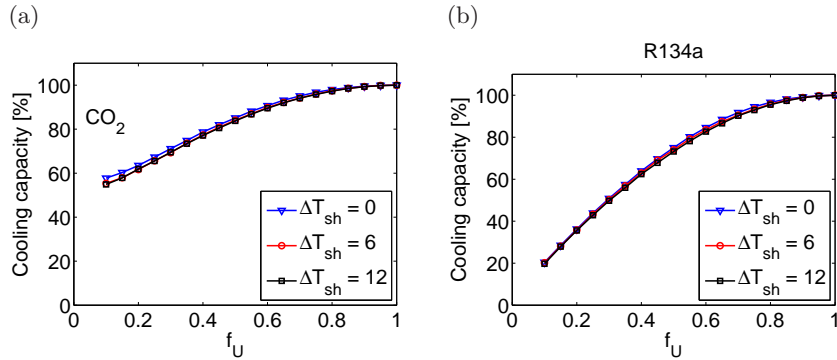 (a)
Cooling capacity [%]
120
100
80
60
40
20
0
CO2
ΔTsh = 0
ΔTsh = 6
ΔTsh = 12
0
0.2
0.4
0.6
0.8
1
fU
(b)
R134a
Cooling capacity [%]
120
100
80
60
40
20
0
ΔTsh = 0
ΔTsh = 6
ΔTsh = 12
0
0.2
0.4
0.6
0.8
1
fU